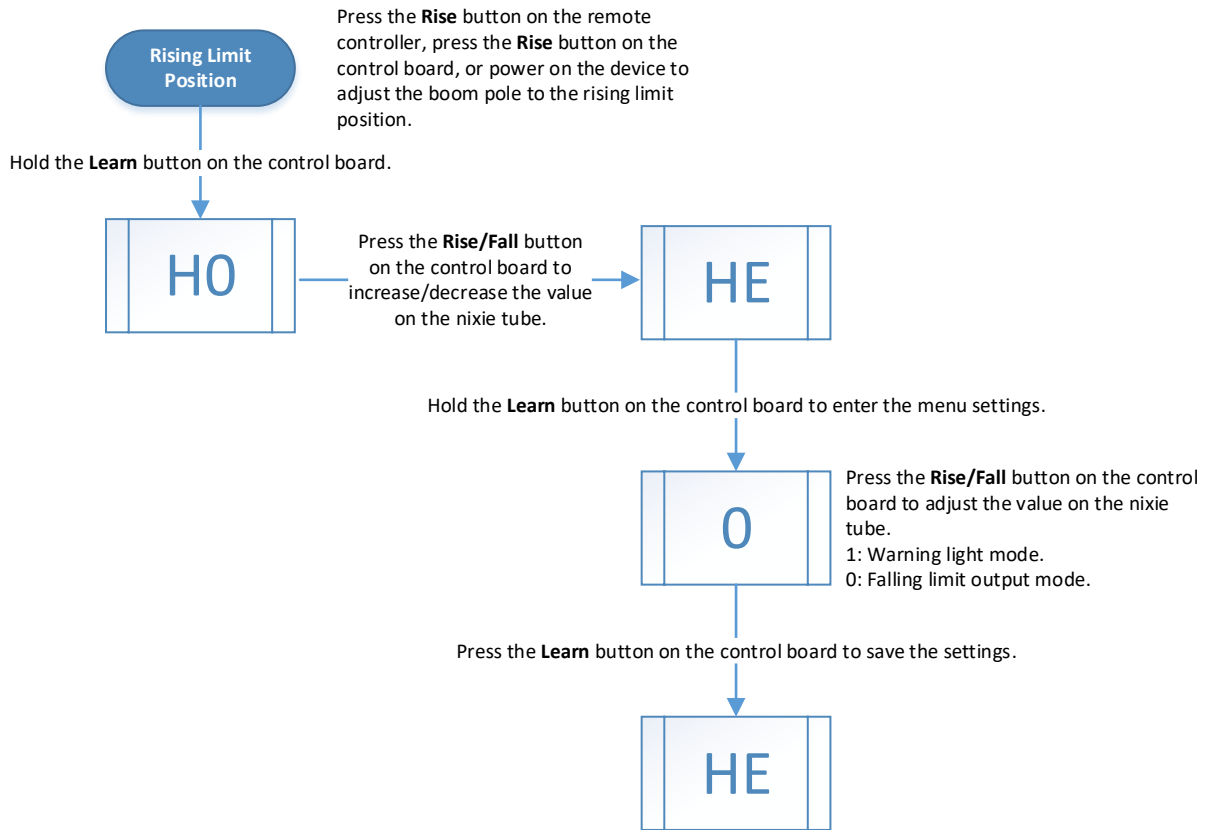 Press the Rise button on the remote
controller, press the Rise button on the
control board, or power on the device to
adjust the boom pole to the rising limit
position.
Rising Limit
Position
Hold the Learn button on the control board.
H0
Press the Rise/Fall button
on the control board to
increase/decrease the value
on the nixie tube.
HE
Hold the Learn button on the control board to enter the menu settings.
0
Press the Rise/Fall button on the control
board to adjust the value on the nixie
tube.
1: Warning light mode.
0: Falling limit output mode.
Press the Learn button on the control board to save the settings.
HE